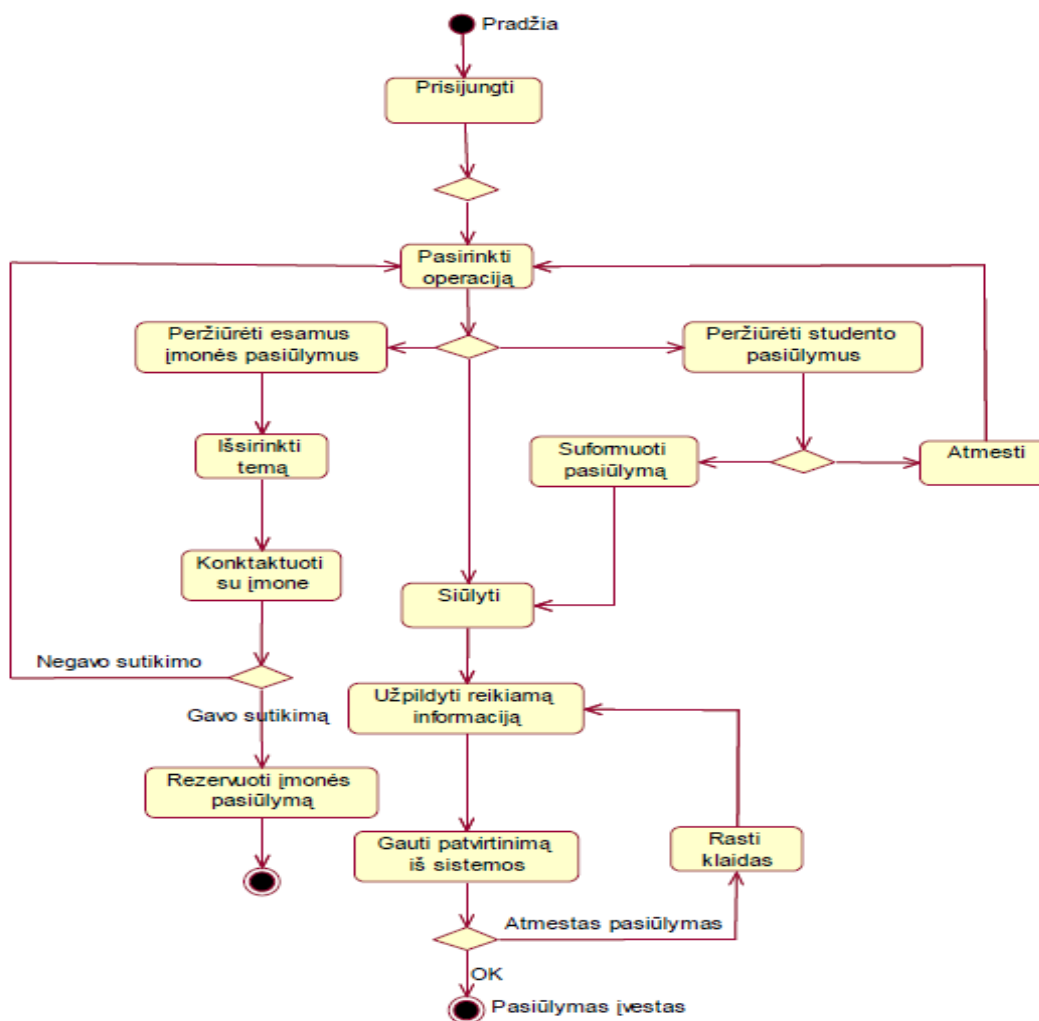 Pradžia
Prisijungti
Pasirinkti
operaciją
Peržiūrėti esamus
įmonės pasiūlymus
Peržiūrėti studento
pasiūlymus
Išsirinkti
temą
Suformuoti
pasiūlymą
Atmesti
Konktaktuoti
su įmone
Siūlyti
Negavo sutikimo
Gavo sutikimą
Užpildyti reikiamą
informaciją
Rezervuoti įmonės
pasiūlymą
Gauti patvirtinimą
iš sistemos
Rasti
klaidas
Atmestas pasiūlymas
OK
Pasiūlymas įvestas